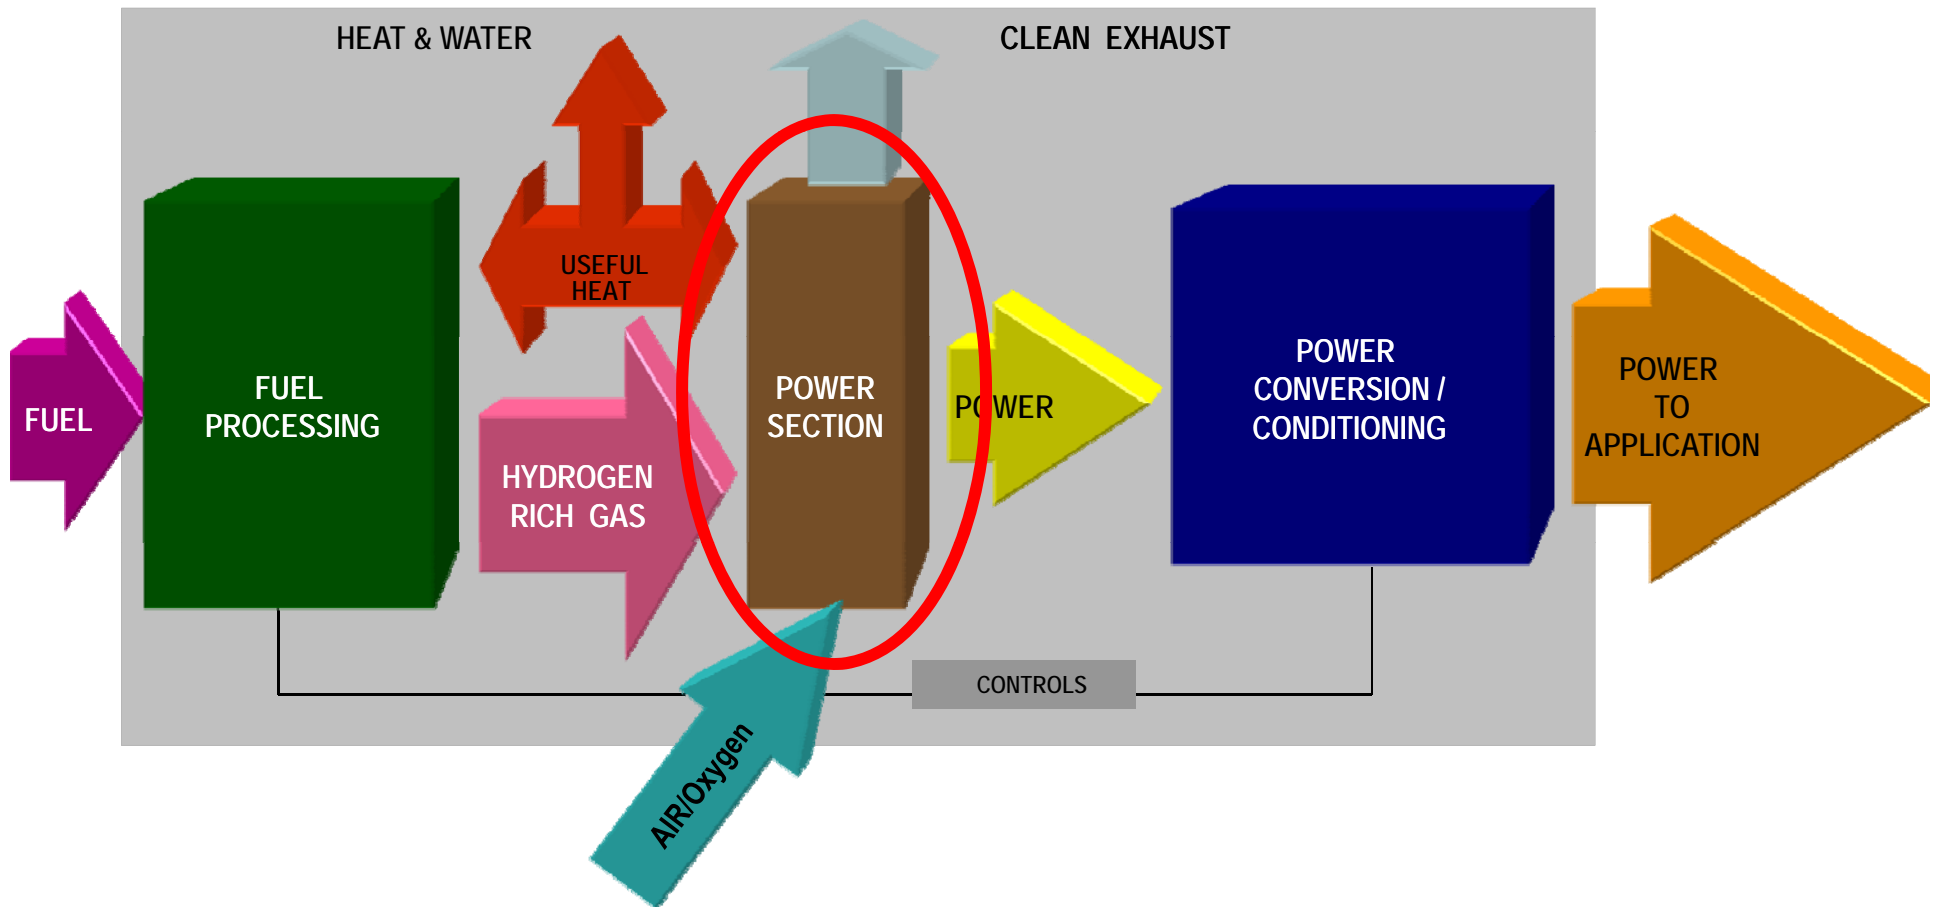 HEAT & WATER
CLEAN EXHAUST
USEFUL
HEAT
FUEL
FUEL
PROCESSING
HYDROGEN
RICH GAS
POWER
SECTION
POWER
POWER
CONVERSION /
CONDITIONING
POWER
TO
APPLICATION
CONTROLS
AIR/Oxygen